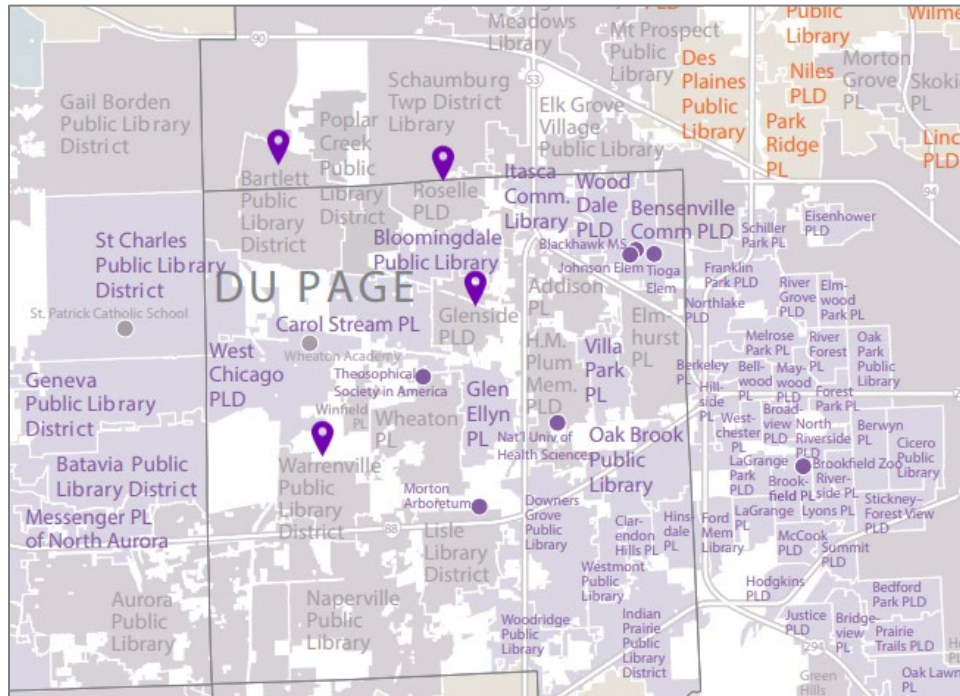 Meadows
Library
Mt Prospect
Public
Library
Public
Library
PLD
Wilme
90
53
Des
Plaines
Public
Library
Niles
PLD
Morton
Grove
PL
Skoki
PL
Gail Borden
Public Library
District
Poplar
Creek
Public
Library
District
Schaumburg
Twp District
Library
Elk Grove
Village
Public Library
Park
Ridge
PL
Linc
PLD
94
Bartlett
Public
Library
District
Roselle
PLD
Itasca
Comm.
Library
Wood
Dale
PLD
Bensenville
Comm PLD
Schiller
Park PL
Eisenhower
PLD
St Charles
Public Library
District
Bloomingdale
Public Library
Blackhawk M.S.
Johnson Elem
Tioga
Elem
Franklin
Park PLD
DU PAGE
Addison
PL
Northlake
PLD
River
Grove
PLD
Elm-
wood
Park PL
St. Patrick Catholic School
Carol Stream PL
Glenside
PLD
Elm-
hurst
PL
Wheaton Academy
Melrose
Park PL
River
Forest
PL
Oak
Park
Public
Library
West
Chicago
PLD
Theosophical
Society in America
H.M.
Plum
Mem.
PLD
Villa
Park
PL
Berkeley
PL
Bell-
wood
PL
May-
wood
PLD
Geneva
Public Library
District
Winfield
PL
Wheaton
PL
Glen
Ellyn
PL
Hill-
side
PL
Forest
Park PL
West-
chester
PL
Broad-
view
PLD
North
Riverside
PLD
Berwyn
PL
Nat'l Univ of
Health Sciences
Oak Brook
Public
Library
Cicero
Public
Library
Batavia Public
Library District
Warrenville
Public
Library
District
LaGrange
Park
PLD
Brookfield Zoo
Brook-
field PL
River-
side PL
Morton
Arboretum
Messenger PL
of North Aurora
88
Downers
Grove
Public
Library
Clar-
endon
Hills PL
Hins-
dale
PL
Ford
Mem
Library
LaGrange
PL
Lyons PL
Stickney–
Forest View
PLD
Lisle
Library
District
McCook
PLD
Summit
PLD
Westmont
Public
Library
Hodgkins
PLD
Bedford
Park PLD
Aurora
Public
Library
Naperville
Public
Library
Woodridge
Public
Library
Indian
Prairie
Public
Library
District
Justice
PLD
Bridge-
view
PL
Prairie
Trails PLD
294
Green
Hills
Oak Lawn
PL